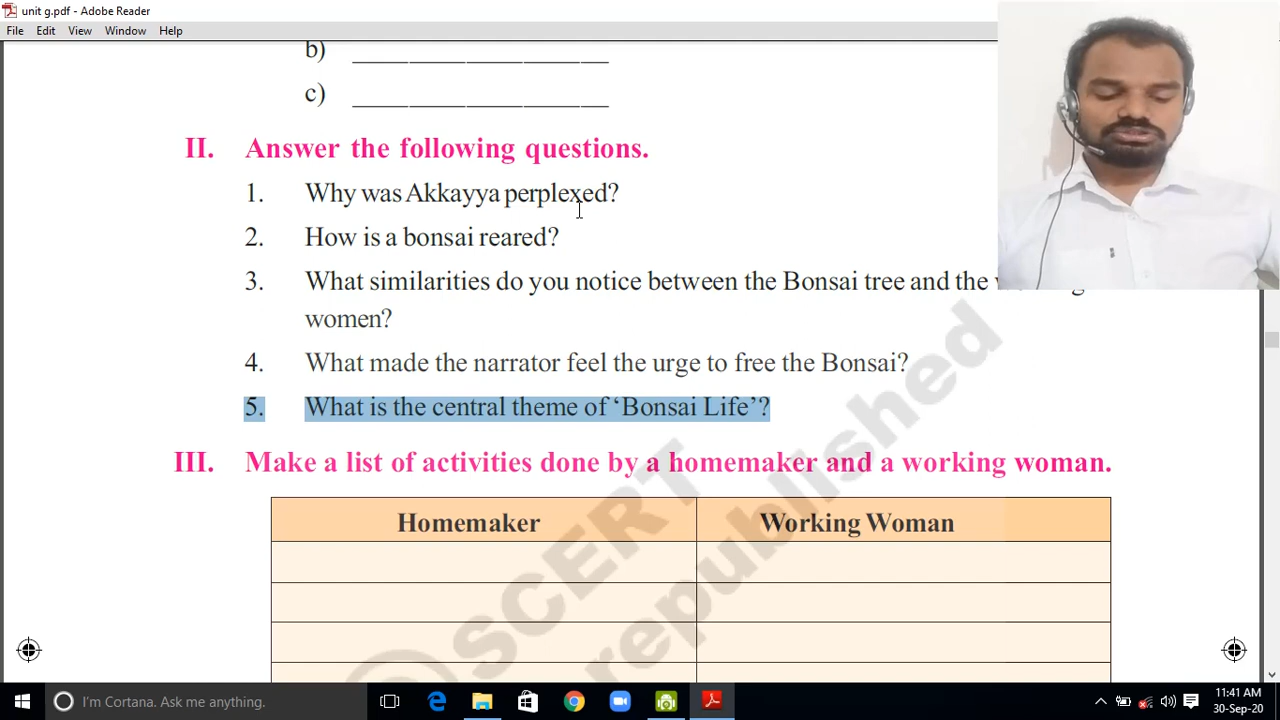 unit g.pdf - Adobe Reader
File Edit View Window Help
b)
c)
II. Answer the following questions.
1. Why was Akkayya perplexed?
2. How is a bonsai reared?
3. What similarities do you notice between the Bonsai tree and the
women?
4. What made the narrator feel the urge to free the Bonsai?
5. What is the central theme of ‘Bonsai Life’?
III. Make a list of activities done by a homemaker and a working woman.
Homemaker Working Woman
© SCERT
republished
I'm Cortana. Ask me anything.
11:41 AM
30-Sep-20